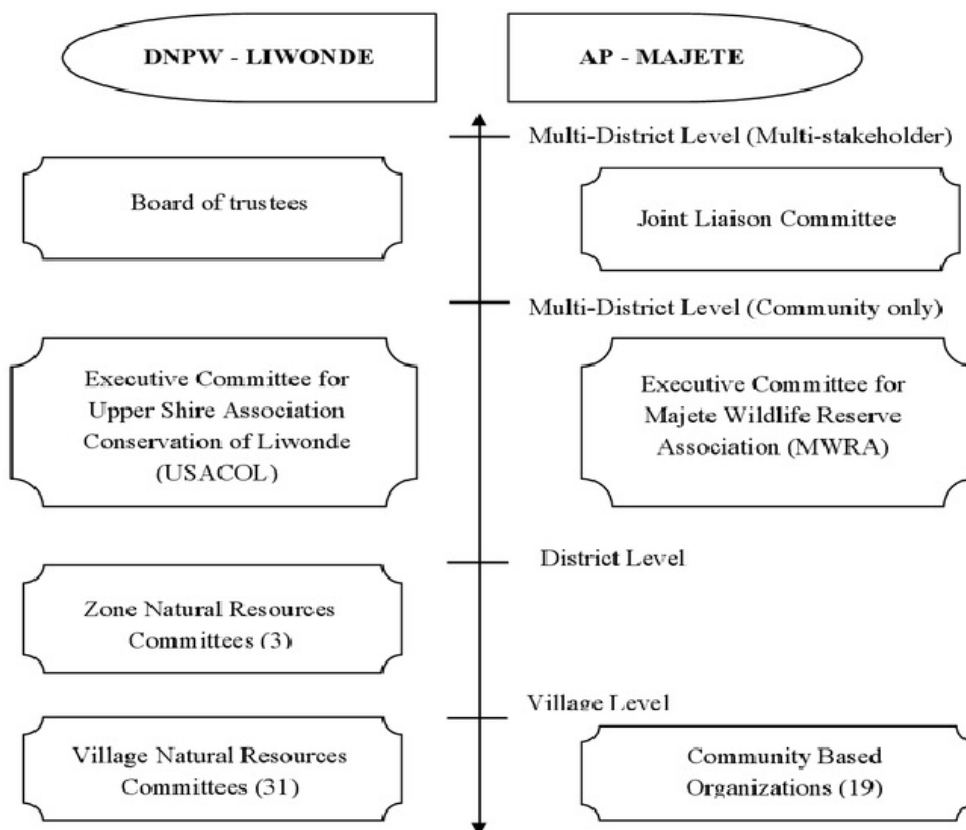 DNPW - LIWONDE
AP - MAJETE
Multi-District Level (Multi-stakeholder)
Board of trustees
Joint Liaison Committee
Multi-District Level (Community only)
Executive Committee for
Upper Shire Association
Conservation of Liwonde
(USACOL)
Executive Committee for
Majete Wildlife Reserve
Association (MWRA)
District Level
Zone Natural Resources
Committees (3)
Village Level
Village Natural Resources
Committees (31)
Community Based
Organizations (19)